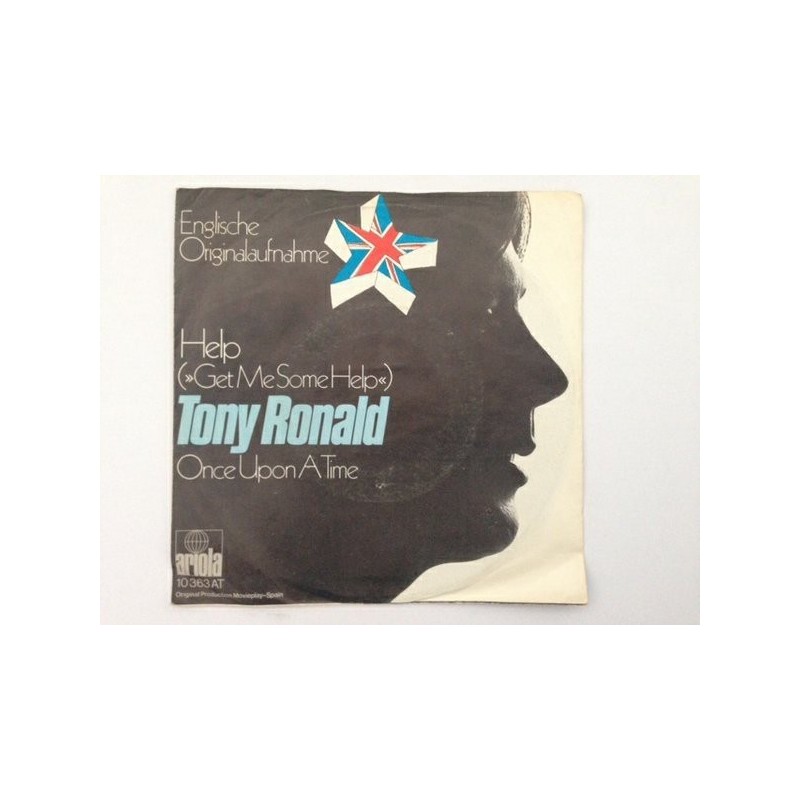 Englische
Originalaufnahme
Help
(»Get Me Some Help«)
Tony Ronald
Once Upon A Time
ariola
10 363 AT
Original Production Movieplay-Spain